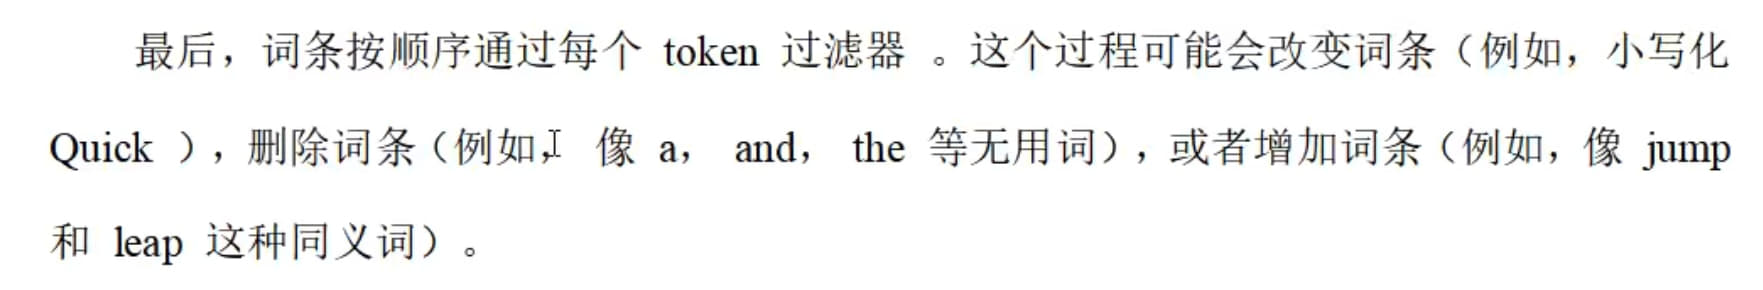 最后，词条按顺序通过每个 token 过滤器 。这个过程可能会改变词条（例如，小写化
Quick ），删除词条（例如， 像 a， and， the 等无用词），或者增加词条（例如，像 jump
和 leap 这种同义词）。